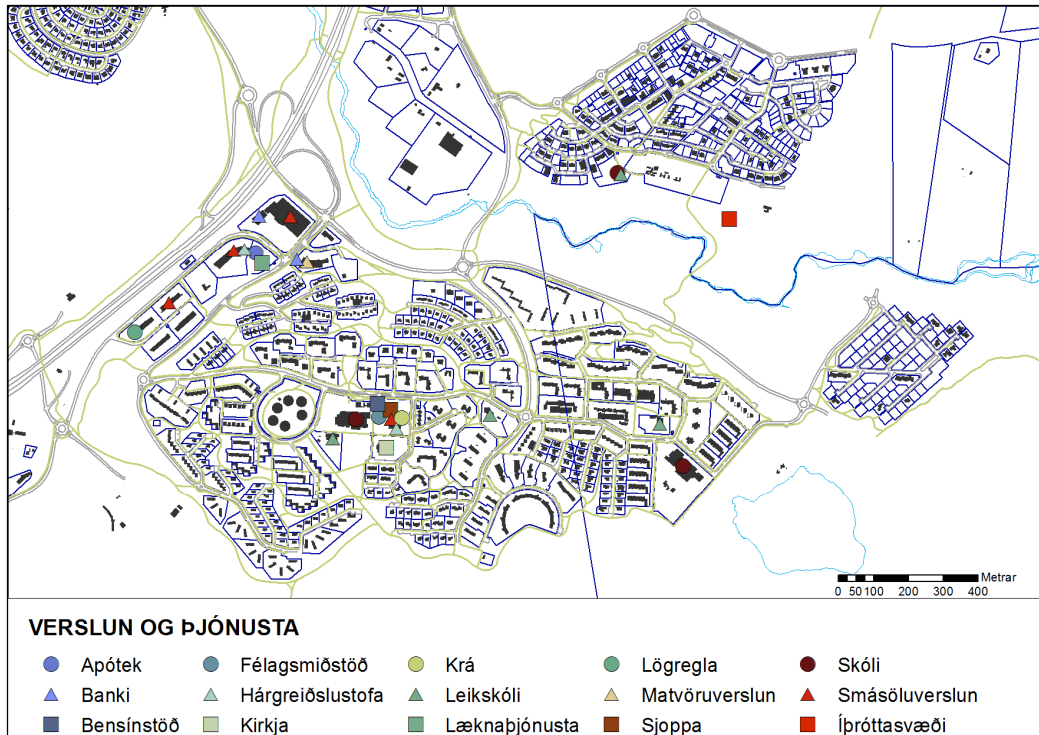 Metrar
0 50 100 200 300 400
VERSLUN OG ÞJÓNUSTA
Apótek Félagsmiðstöð Krá Lögregla Skóli
Banki Hárgreiðslustofa Leikskóli Matvöruverslun Smásöluverslun
Bensínstöð Kirkja Læknaþjónusta Sjoppa Íþróttasvæði